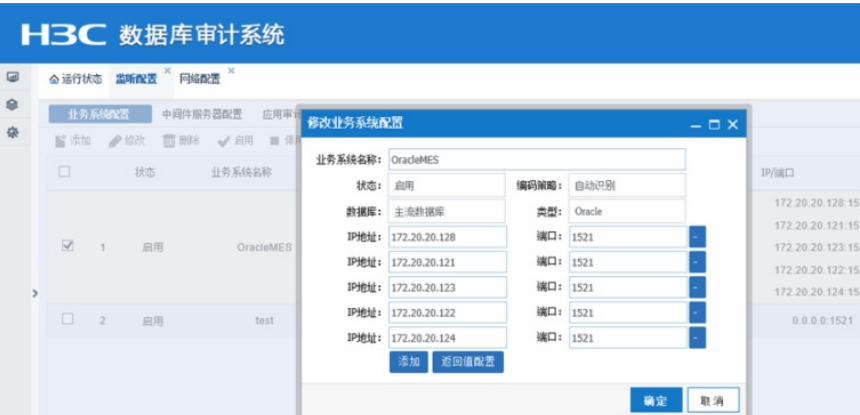 H3C 数据库审计系统
运行状态 监听配置 × 网络配置 ×
业务系统配置 中间件服务器配置 应用审
添加 修改 删除 启用
状态 业务系统名称 IP/端口
1 启用 OracleMES
172.20.20.128:15
172.20.20.121:15
172.20.20.123:15
172.20.20.122:15
172.20.20.124:15
2 启用 test 0.0.0.0:1521
修改业务系统配置
业务系统名称: OracleMES
状态: 启用 编码策略: 自动识别
数据库: 主流数据库 类型: Oracle
IP地址: 172.20.20.128 端口: 1521 -
IP地址: 172.20.20.121 端口: 1521 -
IP地址: 172.20.20.123 端口: 1521 -
IP地址: 172.20.20.122 端口: 1521 -
IP地址: 172.20.20.124 端口: 1521 -
添加 返回值配置
确定 取消